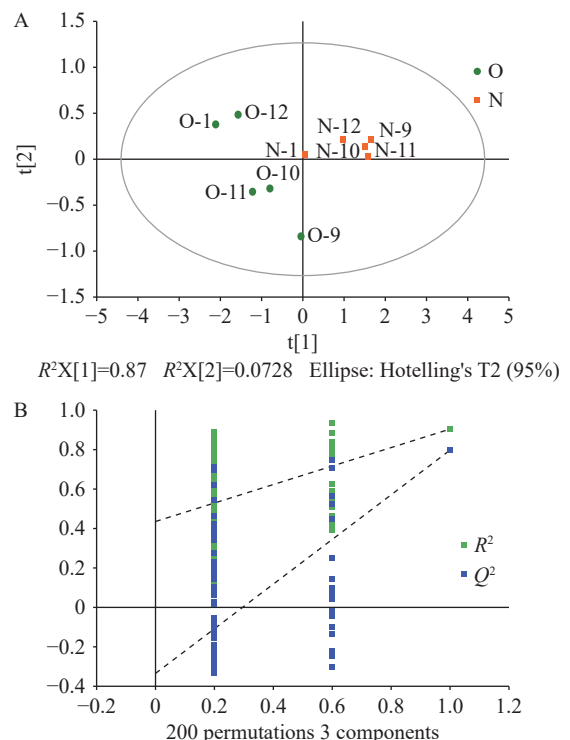 A
1.5
1.0
0.5
0
−0.5
−1.0
−1.5
t[2]
O
N
O-12
O-1
N-12 N-9
N-1 N-10 N-11
O-10
O-11
O-9
−5 −4 −3 −2 −1 0 1 2 3 4 5
t[1]
R²X[1]=0.87 R²X[2]=0.0728 Ellipse: Hotelling's T2 (95%)
B
1.0
0.8
0.6
0.4
0.2
0
−0.2
−0.4
R²
Q²
−0.2 0 0.2 0.4 0.6 0.8 1.0 1.2
200 permutations 3 components